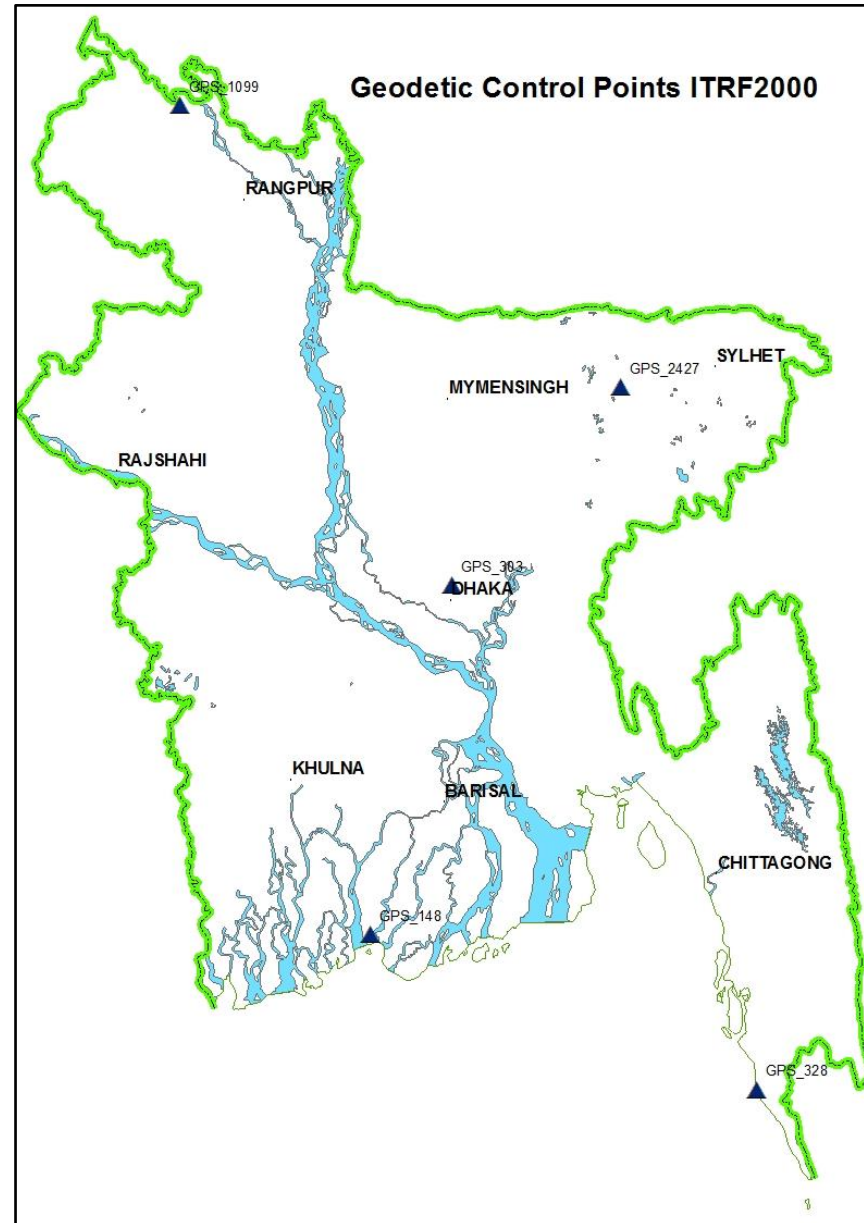 GPS_1099
Geodetic Control Points ITRF2000
RANGPUR
SYLHET
GPS_2427
MYMENSINGH
RAJSHAHI
GPS_303
DHAKA
KHULNA
BARISAL
CHITTAGONG
GPS_148
GPS_328